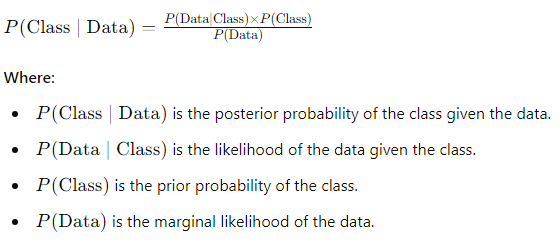 P(Class | Data) = P(Data|Class)×P(Class) / P(Data)
Where:
• P(Class | Data) is the posterior probability of the class given the data.
• P(Data | Class) is the likelihood of the data given the class.
• P(Class) is the prior probability of the class.
• P(Data) is the marginal likelihood of the data.